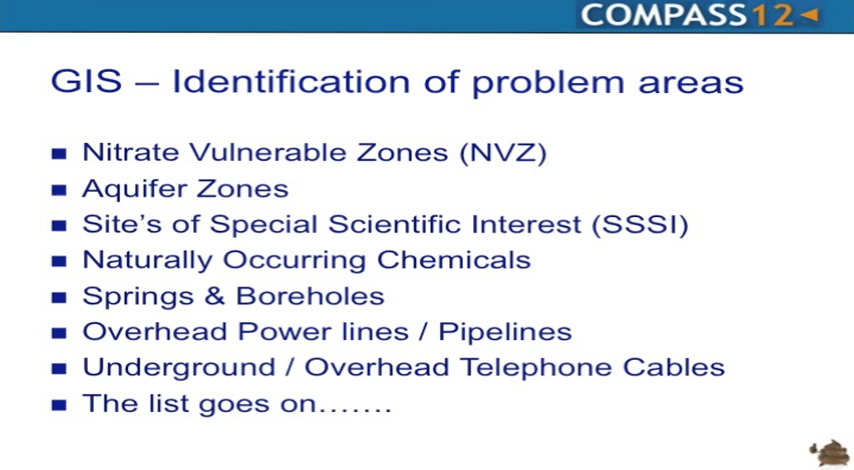 COMPASS12
GIS – Identification of problem areas
Nitrate Vulnerable Zones (NVZ)
Aquifer Zones
Site's of Special Scientific Interest (SSSI)
Naturally Occurring Chemicals
Springs & Boreholes
Overhead Power lines / Pipelines
Underground / Overhead Telephone Cables
The list goes on…….